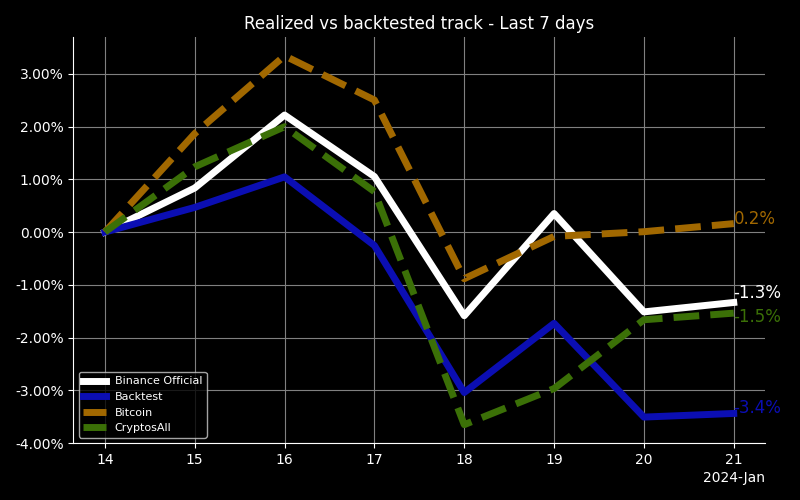 Realized vs backtested track - Last 7 days
3.00%
2.00%
1.00%
0.00%
-1.00%
-2.00%
-3.00%
-4.00%
0.2%
-1.3%
-1.5%
-3.4%
Binance Official
Backtest
Bitcoin
CryptosAll
14 15 16 17 18 19 20 21
2024-Jan